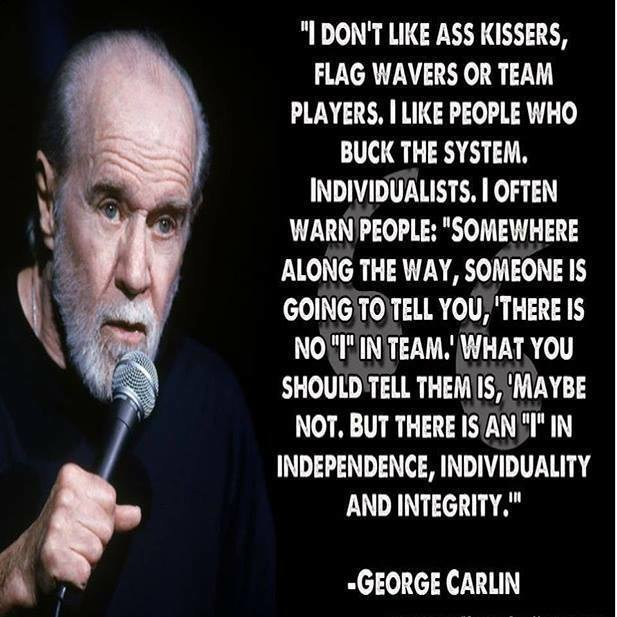 "I DON'T LIKE ASS KISSERS,
FLAG WAVERS OR TEAM
PLAYERS. I LIKE PEOPLE WHO
BUCK THE SYSTEM.
INDIVIDUALISTS. I OFTEN
WARN PEOPLE: "SOMEWHERE
ALONG THE WAY, SOMEONE IS
GOING TO TELL YOU, 'THERE IS
NO "I" IN TEAM.' WHAT YOU
SHOULD TELL THEM IS, 'MAYBE
NOT. BUT THERE IS AN "I" IN
INDEPENDENCE, INDIVIDUALITY
AND INTEGRITY.'"
-GEORGE CARLIN